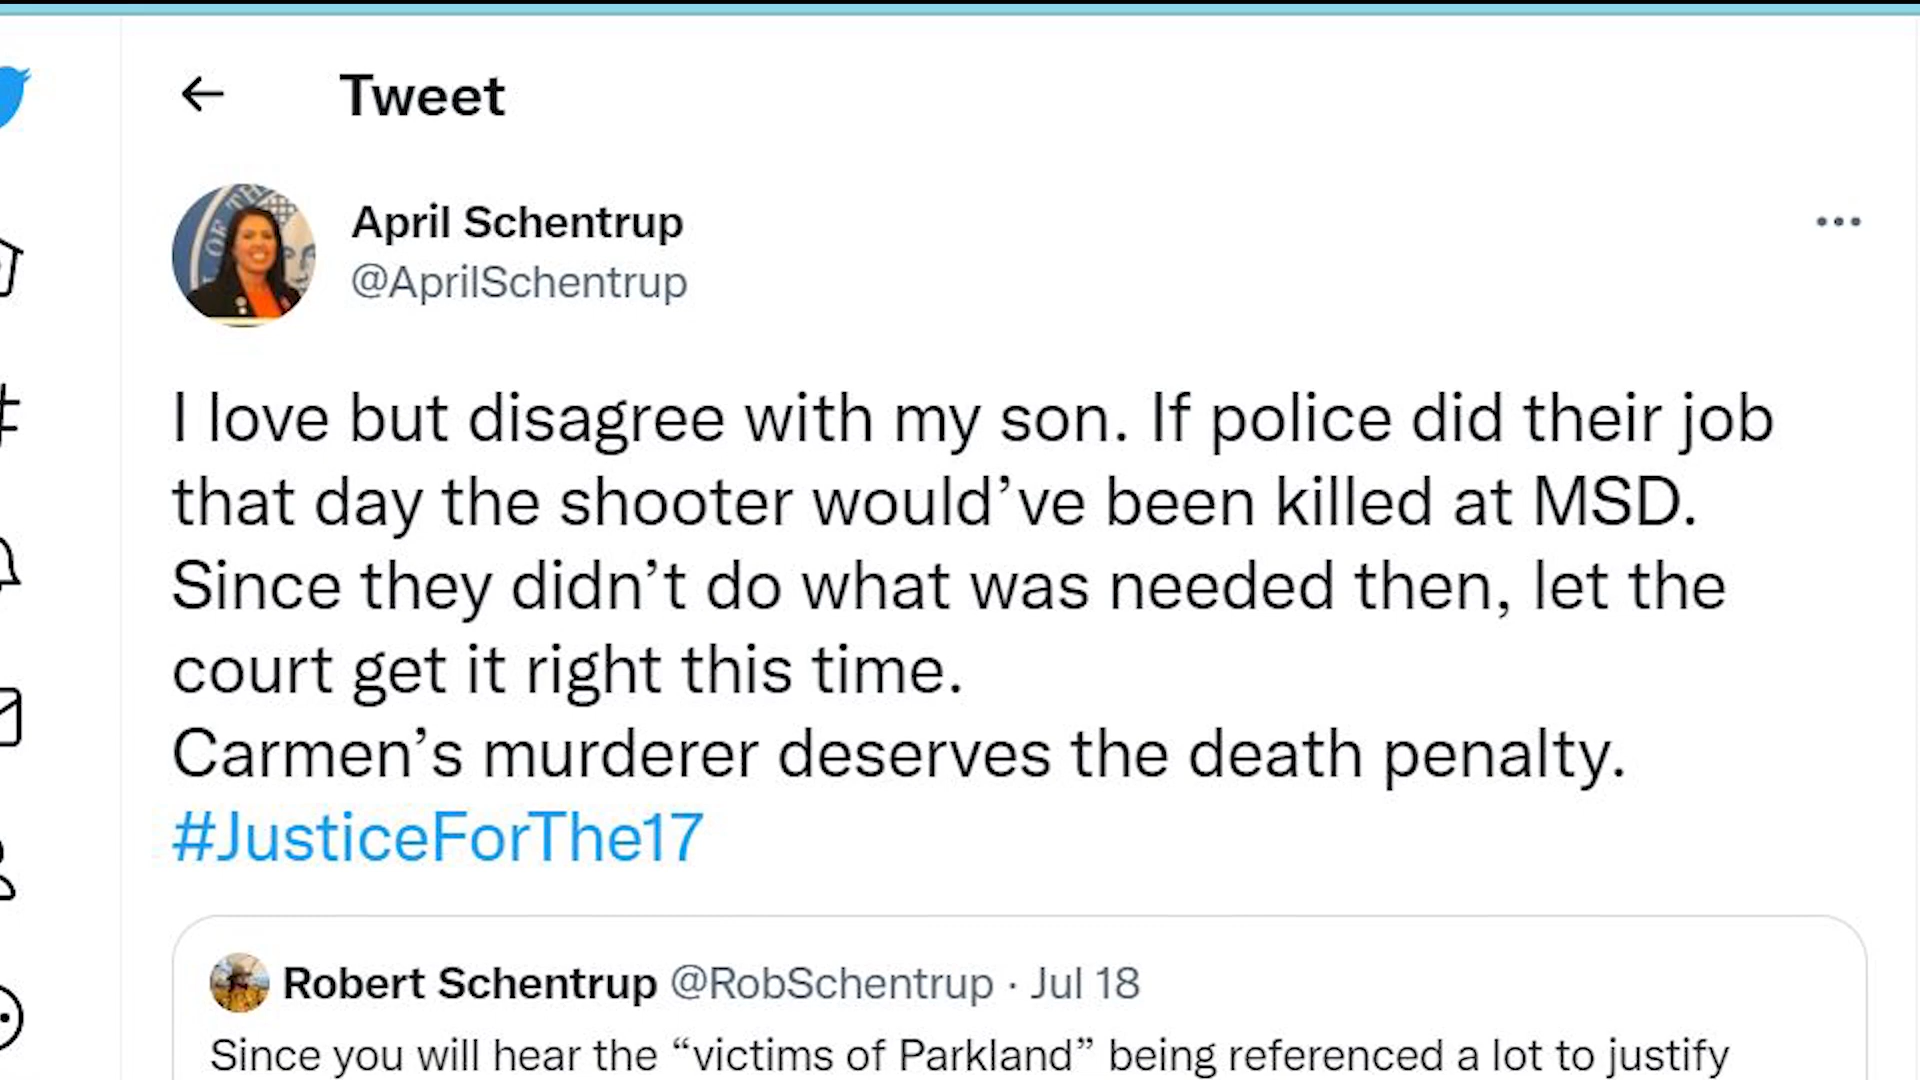 Tweet
April Schentrup
@AprilSchentrup
I love but disagree with my son. If police did their job
that day the shooter would’ve been killed at MSD.
Since they didn’t do what was needed then, let the
court get it right this time.
Carmen’s murderer deserves the death penalty.
#JusticeForThe17
Robert Schentrup @RobSchentrup · Jul 18
Since you will hear the “victims of Parkland” being referenced a lot to justify